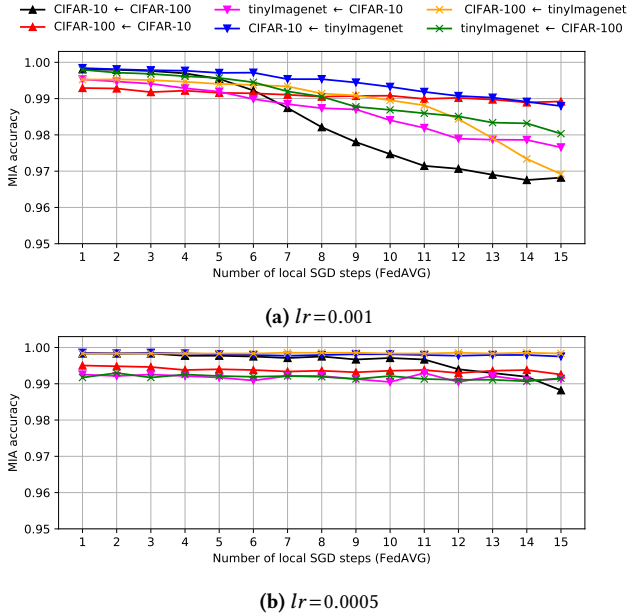 CIFAR-10 ← CIFAR-100 tinyImagenet ← CIFAR-10 CIFAR-100 ← tinyImagenet
CIFAR-100 ← CIFAR-10 CIFAR-10 ← tinyImagenet tinyImagenet ← CIFAR-100
1.00
0.99
0.98
0.97
0.96
0.95
MIA accuracy
1 2 3 4 5 6 7 8 9 10 11 12 13 14 15
Number of local SGD steps (FedAVG)
(a) lr=0.001
1.00
0.99
0.98
0.97
0.96
0.95
MIA accuracy
1 2 3 4 5 6 7 8 9 10 11 12 13 14 15
Number of local SGD steps (FedAVG)
(b) lr=0.0005